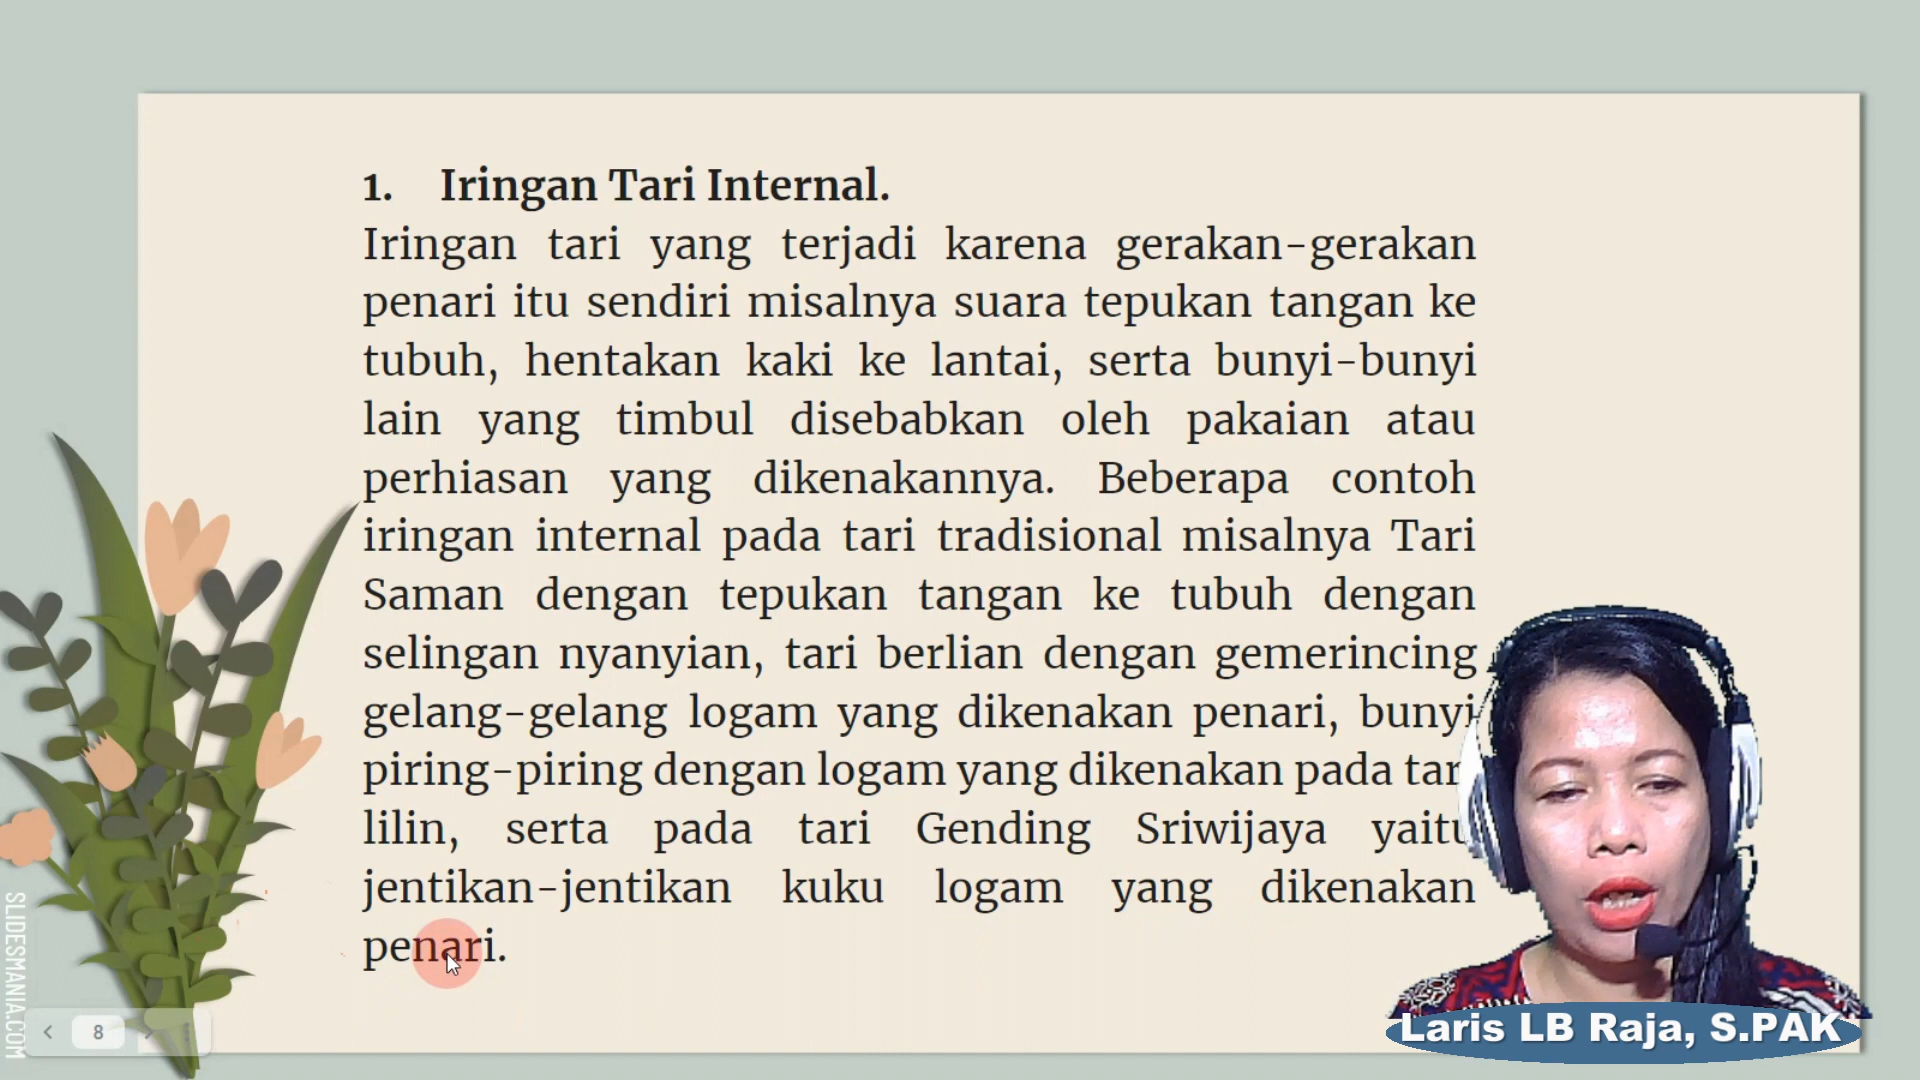 1. Iringan Tari Internal.
Iringan tari yang terjadi karena gerakan-gerakan
penari itu sendiri misalnya suara tepukan tangan ke
tubuh, hentakan kaki ke lantai, serta bunyi-bunyi
lain yang timbul disebabkan oleh pakaian atau
perhiasan yang dikenakannya. Beberapa contoh
iringan internal pada tari tradisional misalnya Tari
Saman dengan tepukan tangan ke tubuh dengan
selingan nyanyian, tari berlian dengan gemerincing
gelang-gelang logam yang dikenakan penari, bunyi
piring-piring dengan logam yang dikenakan pada tari
lilin, serta pada tari Gending Sriwijaya yaitu
jentikan-jentikan kuku logam yang dikenakan
penari.
SLIDESMANIA.COM
8
Laris LB Raja, S.PAK